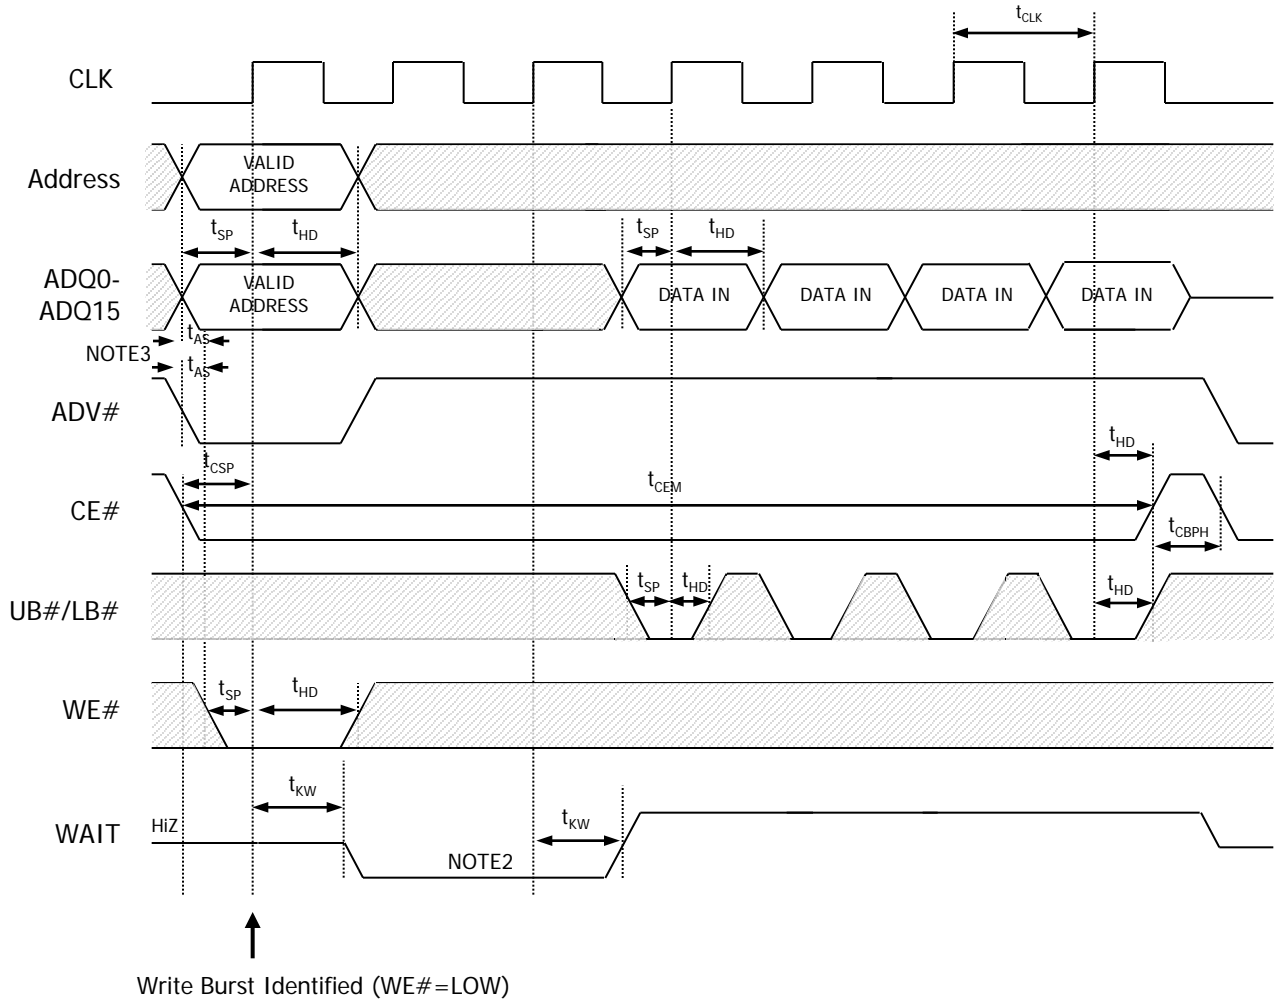 tCLK
CLK
Address
VALID
ADDRESS
tSP
tHD
tSP
tHD
ADQ0-
ADQ15
VALID
ADDRESS
DATA IN
DATA IN
DATA IN
DATA IN
tAS
NOTE3
tAS
ADV#
tHD
tCSP
tCEM
CE#
tCBPH
UB#/LB#
tSP
tHD
tHD
WE#
tSP
tHD
tKW
HiZ
tKW
WAIT
NOTE2
Write Burst Identified (WE#=LOW)